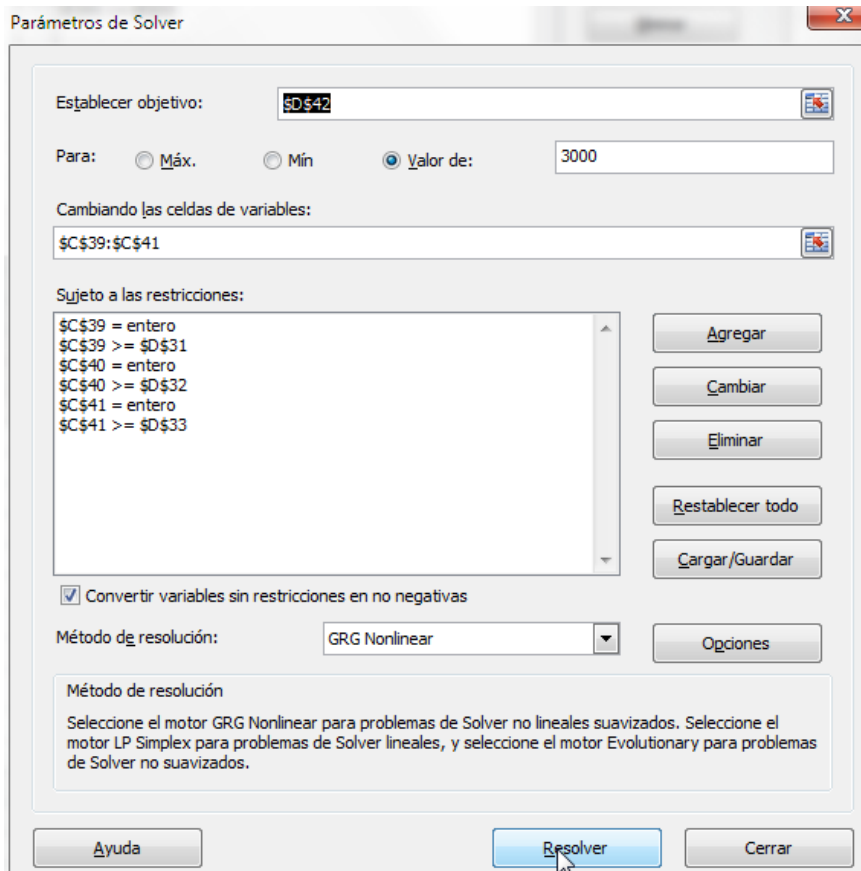 Parámetros de Solver
Establecer objetivo: $D$42
Para: Máx. Mín Valor de: 3000
Cambiando las celdas de variables:
$C$39:$C$41
Sujeto a las restricciones:
$C$39 = entero
$C$39 >= $D$31
$C$40 = entero
$C$40 >= $D$32
$C$41 = entero
$C$41 >= $D$33
Agregar
Cambiar
Eliminar
Restablecer todo
Cargar/Guardar
Convertir variables sin restricciones en no negativas
Método de resolución: GRG Nonlinear Opciones
Método de resolución
Seleccione el motor GRG Nonlinear para problemas de Solver no lineales suavizados. Seleccione el
motor LP Simplex para problemas de Solver lineales, y seleccione el motor Evolutionary para problemas
de Solver no suavizados.
Ayuda Resolver Cerrar